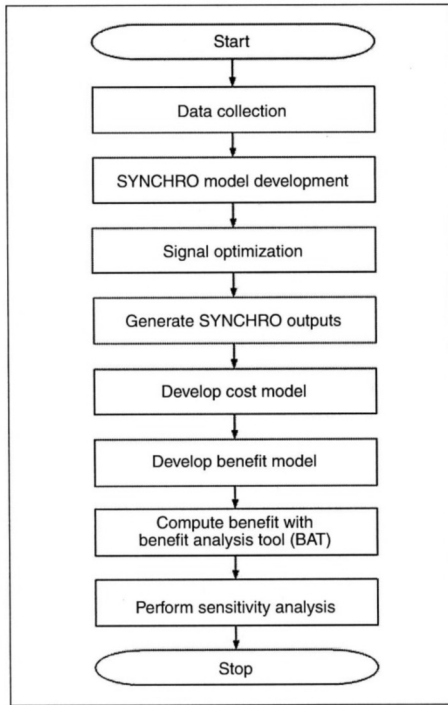 Start
Data collection
SYNCHRO model development
Signal optimization
Generate SYNCHRO outputs
Develop cost model
Develop benefit model
Compute benefit with
benefit analysis tool (BAT)
Perform sensitivity analysis
Stop